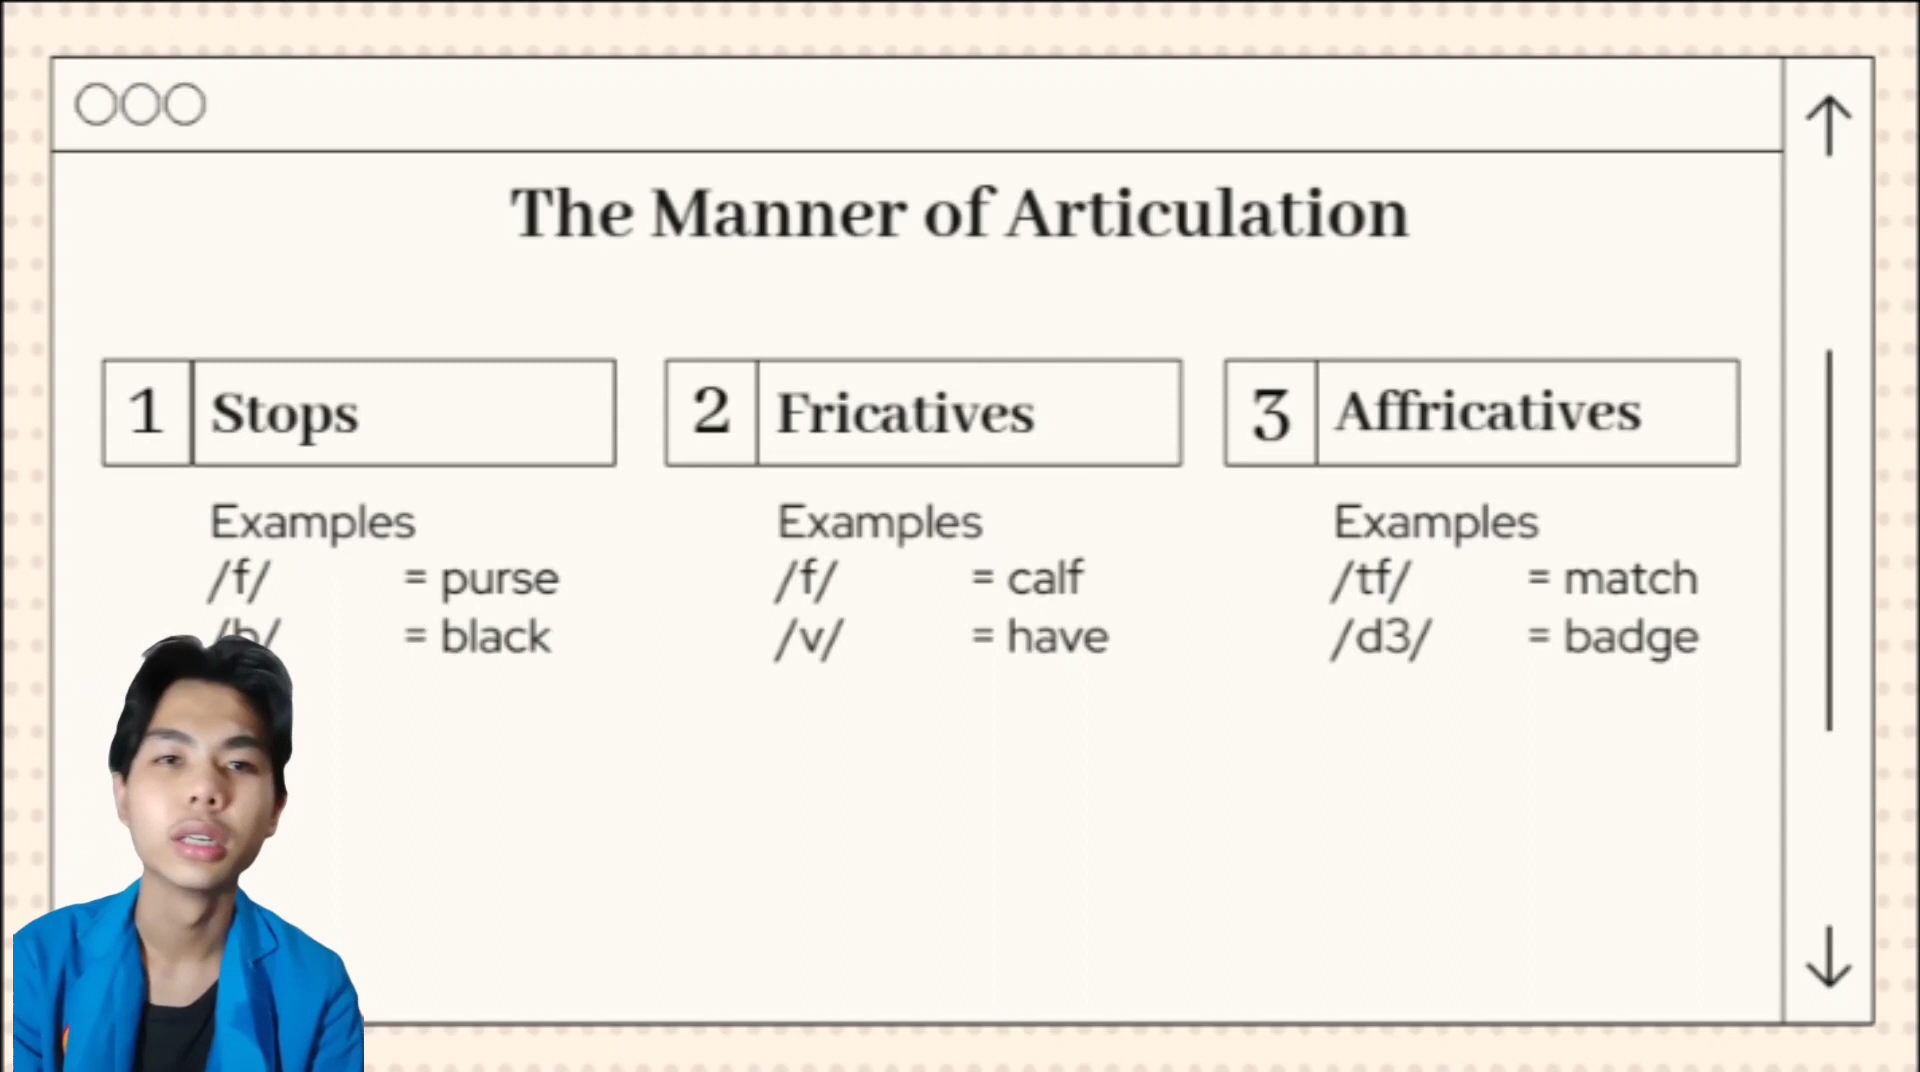 The Manner of Articulation
1 Stops
Examples
/f/ = purse
/b/ = black
2 Fricatives
Examples
/f/ = calf
/v/ = have
3 Affricatives
Examples
/tf/ = match
/d3/ = badge